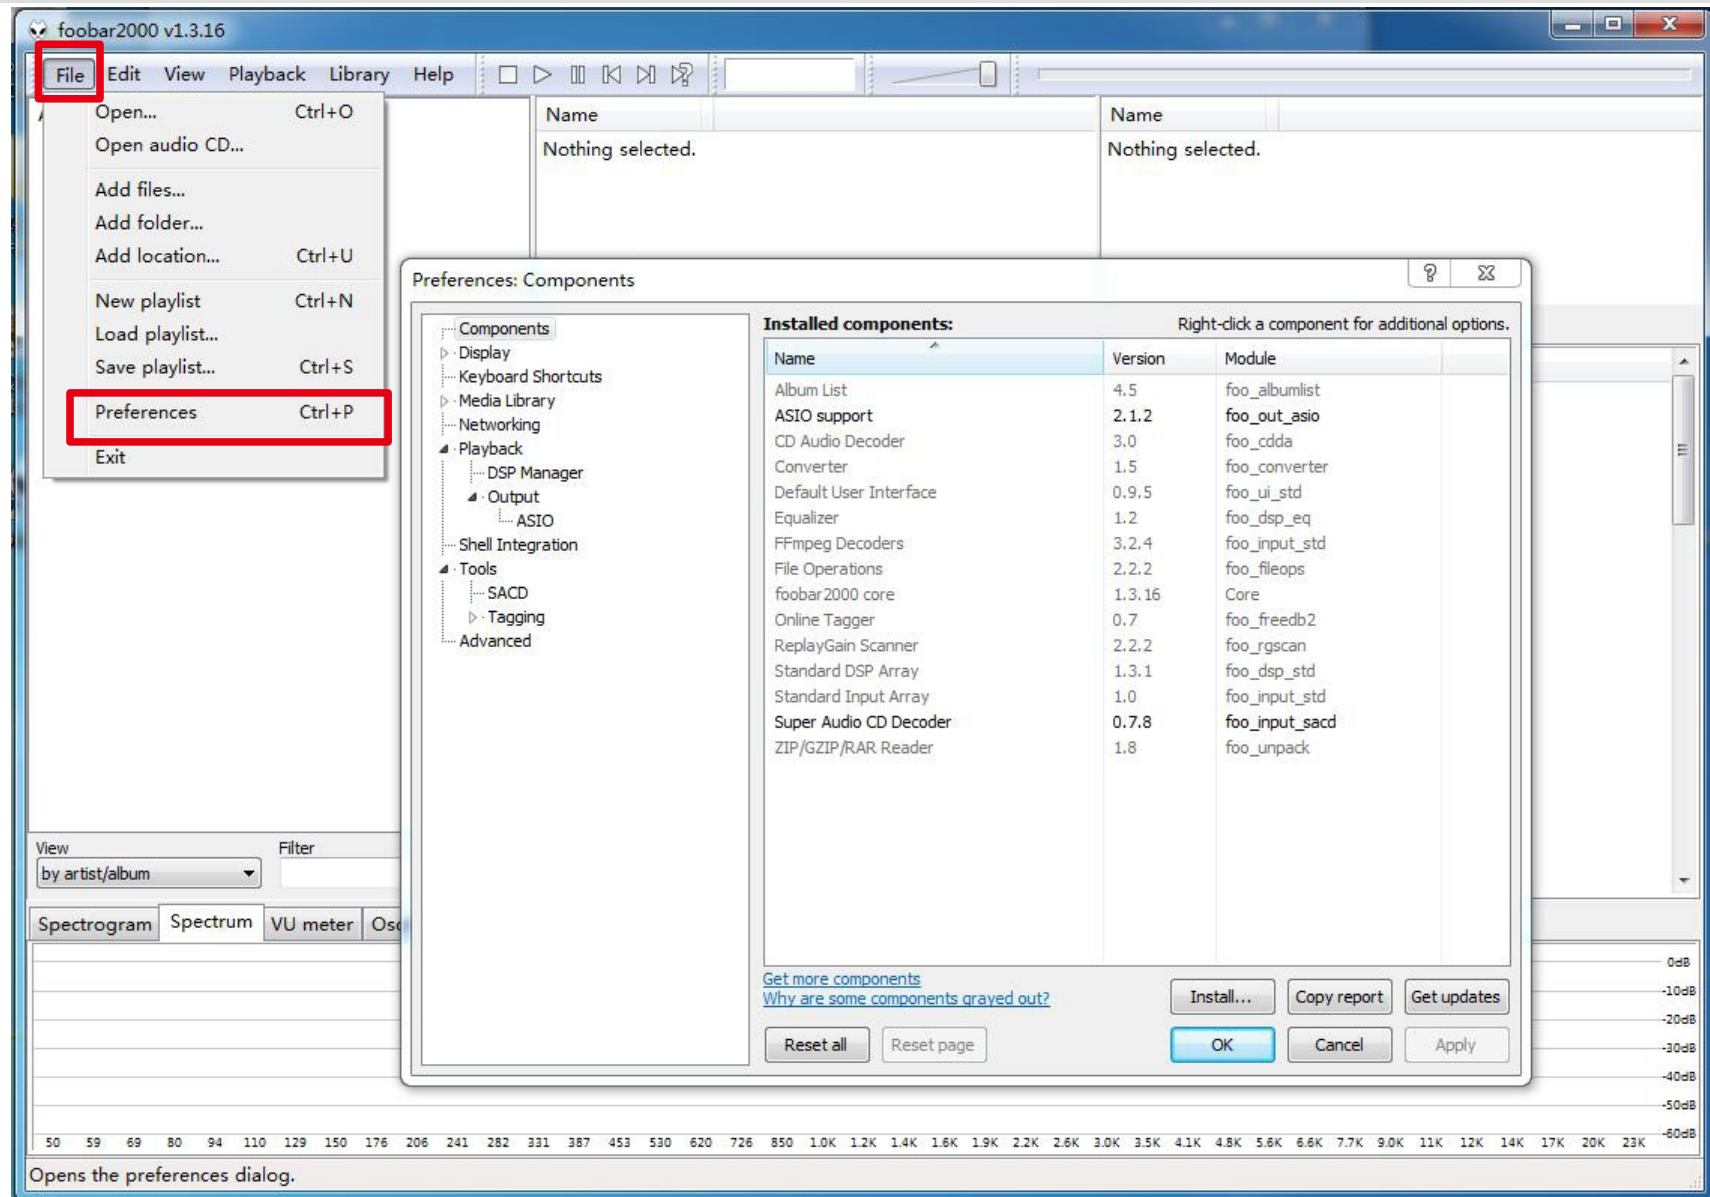 foobar2000 v1.3.16
File Edit View Playback Library Help
Open... Ctrl+O
Open audio CD...
Add files...
Add folder...
Add location... Ctrl+U
New playlist Ctrl+N
Load playlist...
Save playlist... Ctrl+S
Preferences Ctrl+P
Exit
Name
Nothing selected.
Name
Nothing selected.
Preferences: Components
Components
Display
Keyboard Shortcuts
Media Library
Networking
Playback
DSP Manager
Output
ASIO
Shell Integration
Tools
SACD
Tagging
Advanced
Installed components: Right-click a component for additional options.
Name Version Module
Album List 4.5 foo_albumlist
ASIO support 2.1.2 foo_out_asio
CD Audio Decoder 3.0 foo_cdda
Converter 1.5 foo_converter
Default User Interface 0.9.5 foo_ui_std
Equalizer 1.2 foo_dsp_eq
FFmpeg Decoders 3.2.4 foo_input_std
File Operations 2.2.2 foo_fileops
foobar2000 core 1.3.16 Core
Online Tagger 0.7 foo_freedb2
ReplayGain Scanner 2.2.2 foo_rgscan
Standard DSP Array 1.3.1 foo_dsp_std
Standard Input Array 1.0 foo_input_std
Super Audio CD Decoder 0.7.8 foo_input_sacd
ZIP/GZIP/RAR Reader 1.8 foo_unpack
Get more components
Why are some components grayed out?
Install... Copy report Get updates
Reset all Reset page OK Cancel Apply
View Filter
by artist/album
Spectrogram Spectrum VU meter
0dB
-10dB
-20dB
-30dB
-40dB
-50dB
-60dB
50 59 69 80 94 110 129 150 176 206 241 282 331 387 453 530 620 726 850 1.0K 1.2K 1.4K 1.6K 1.9K 2.2K 2.6K 3.0K 3.5K 4.1K 4.8K 5.6K 6.6K 7.7K 9.0K 11K 12K 14K 17K 20K 23K
Opens the preferences dialog.